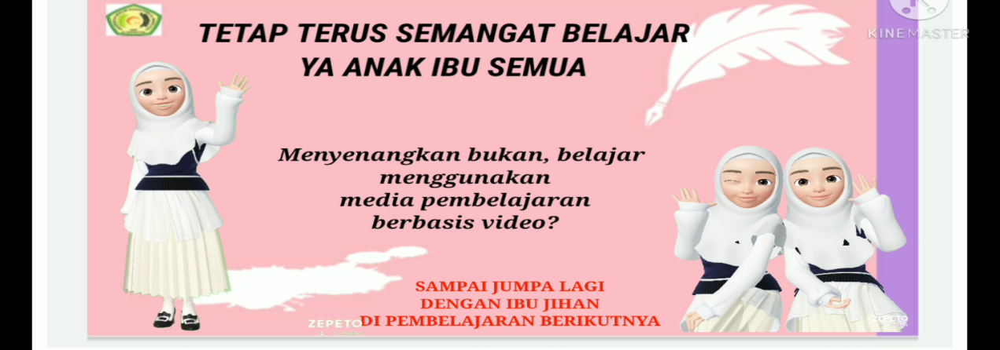 TETAP TERUS SEMANGAT BELAJAR
YA ANAK IBU SEMUA
KINEMASTER
Menyenangkan bukan, belajar
menggunakan
media pembelajaran
berbasis video?
SAMPAI JUMPA LAGI
DENGAN IBU JIHAN
DI PEMBELAJARAN BERIKUTNYA
ZEPETO
ZEPETO